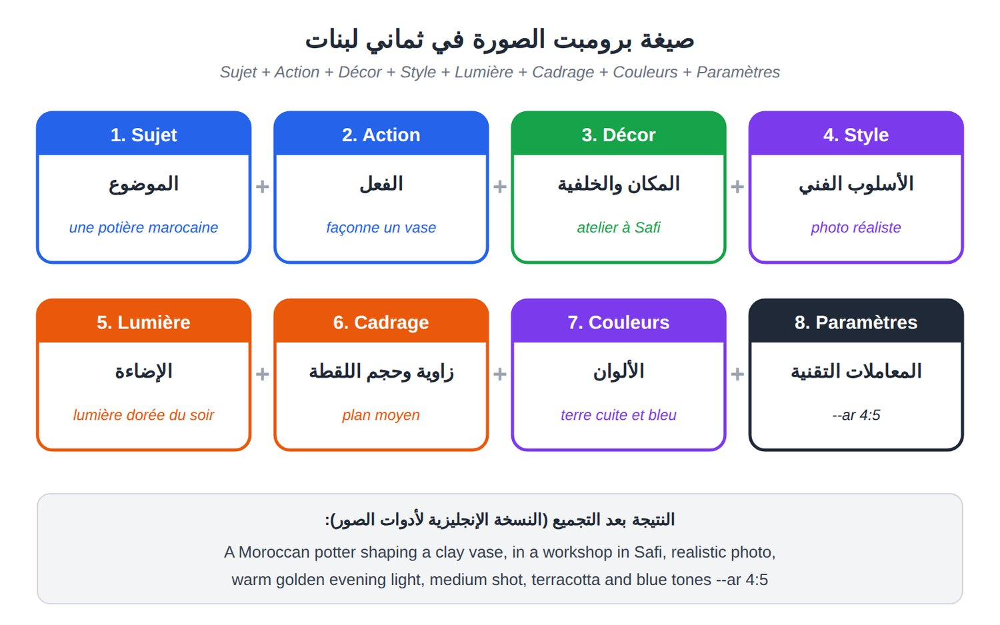 صيغة برومبت الصورة في ثماني لبنات
Sujet + Action + Décor + Style + Lumière + Cadrage + Couleurs + Paramètres
1. Sujet
الموضوع
une potière marocaine
+
2. Action
الفعل
façonne un vase
+
3. Décor
المكان والخلفية
atelier à Safi
+
4. Style
الأسلوب الفني
photo réaliste
5. Lumière
الإضاءة
lumière dorée du soir
+
6. Cadrage
زاوية وحجم اللقطة
plan moyen
+
7. Couleurs
الألوان
terre cuite et bleu
+
8. Paramètres
المعاملات التقنية
--ar 4:5
النتيجة بعد التجميع (النسخة الإنجليزية لأدوات الصور):
A Moroccan potter shaping a clay vase, in a workshop in Safi, realistic photo,
warm golden evening light, medium shot, terracotta and blue tones --ar 4:5